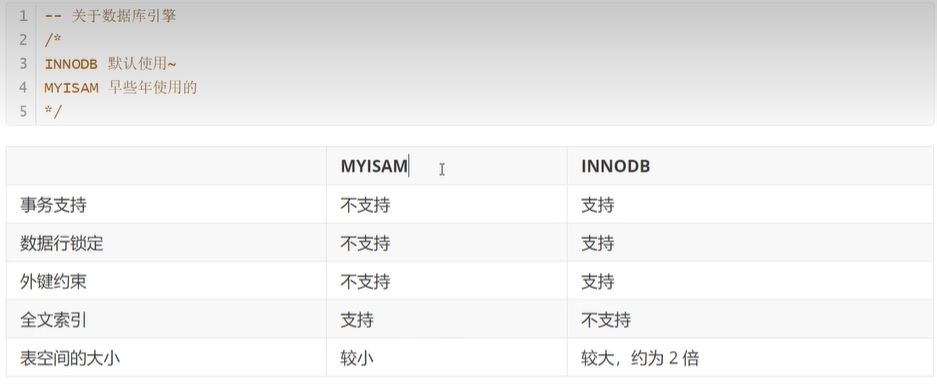 1 -- 关于数据库引擎
2 /*
3 INNODB 默认使用~
4 MYISAM 早些年使用的
5 */
MYISAM INNODB
事务支持 不支持 支持
数据行锁定 不支持 支持
外键约束 不支持 支持
全文索引 支持 不支持
表空间的大小 较小 较大，约为 2 倍